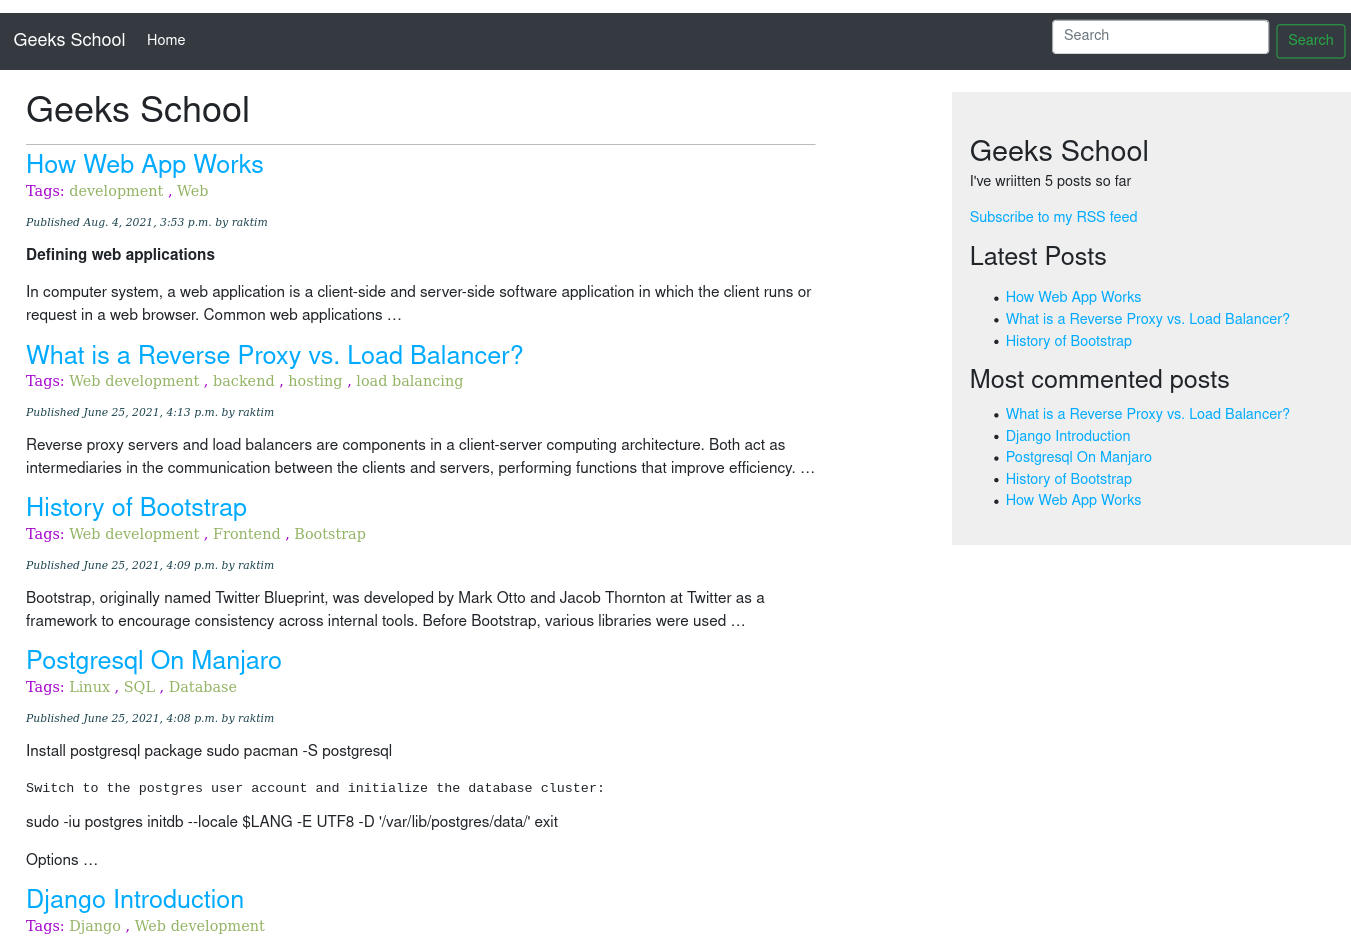 Geeks School Home Search Search
Geeks School
How Web App Works
Tags: development , Web
Published Aug. 4, 2021, 3:53 p.m. by raktim
Defining web applications
In computer system, a web application is a client-side and server-side software application in which the client runs or
request in a web browser. Common web applications …
What is a Reverse Proxy vs. Load Balancer?
Tags: Web development , backend , hosting , load balancing
Published June 25, 2021, 4:13 p.m. by raktim
Reverse proxy servers and load balancers are components in a client-server computing architecture. Both act as
intermediaries in the communication between the clients and servers, performing functions that improve efficiency. …
History of Bootstrap
Tags: Web development , Frontend , Bootstrap
Published June 25, 2021, 4:09 p.m. by raktim
Bootstrap, originally named Twitter Blueprint, was developed by Mark Otto and Jacob Thornton at Twitter as a
framework to encourage consistency across internal tools. Before Bootstrap, various libraries were used …
Postgresql On Manjaro
Tags: Linux , SQL , Database
Published June 25, 2021, 4:08 p.m. by raktim
Install postgresql package sudo pacman -S postgresql
Switch to the postgres user account and initialize the database cluster:
sudo -iu postgres initdb --locale $LANG -E UTF8 -D '/var/lib/postgres/data/' exit
Options …
Django Introduction
Tags: Django , Web development
Geeks School
I've wriitten 5 posts so far
Subscribe to my RSS feed
Latest Posts
• How Web App Works
• What is a Reverse Proxy vs. Load Balancer?
• History of Bootstrap
Most commented posts
• What is a Reverse Proxy vs. Load Balancer?
• Django Introduction
• Postgresql On Manjaro
• History of Bootstrap
• How Web App Works